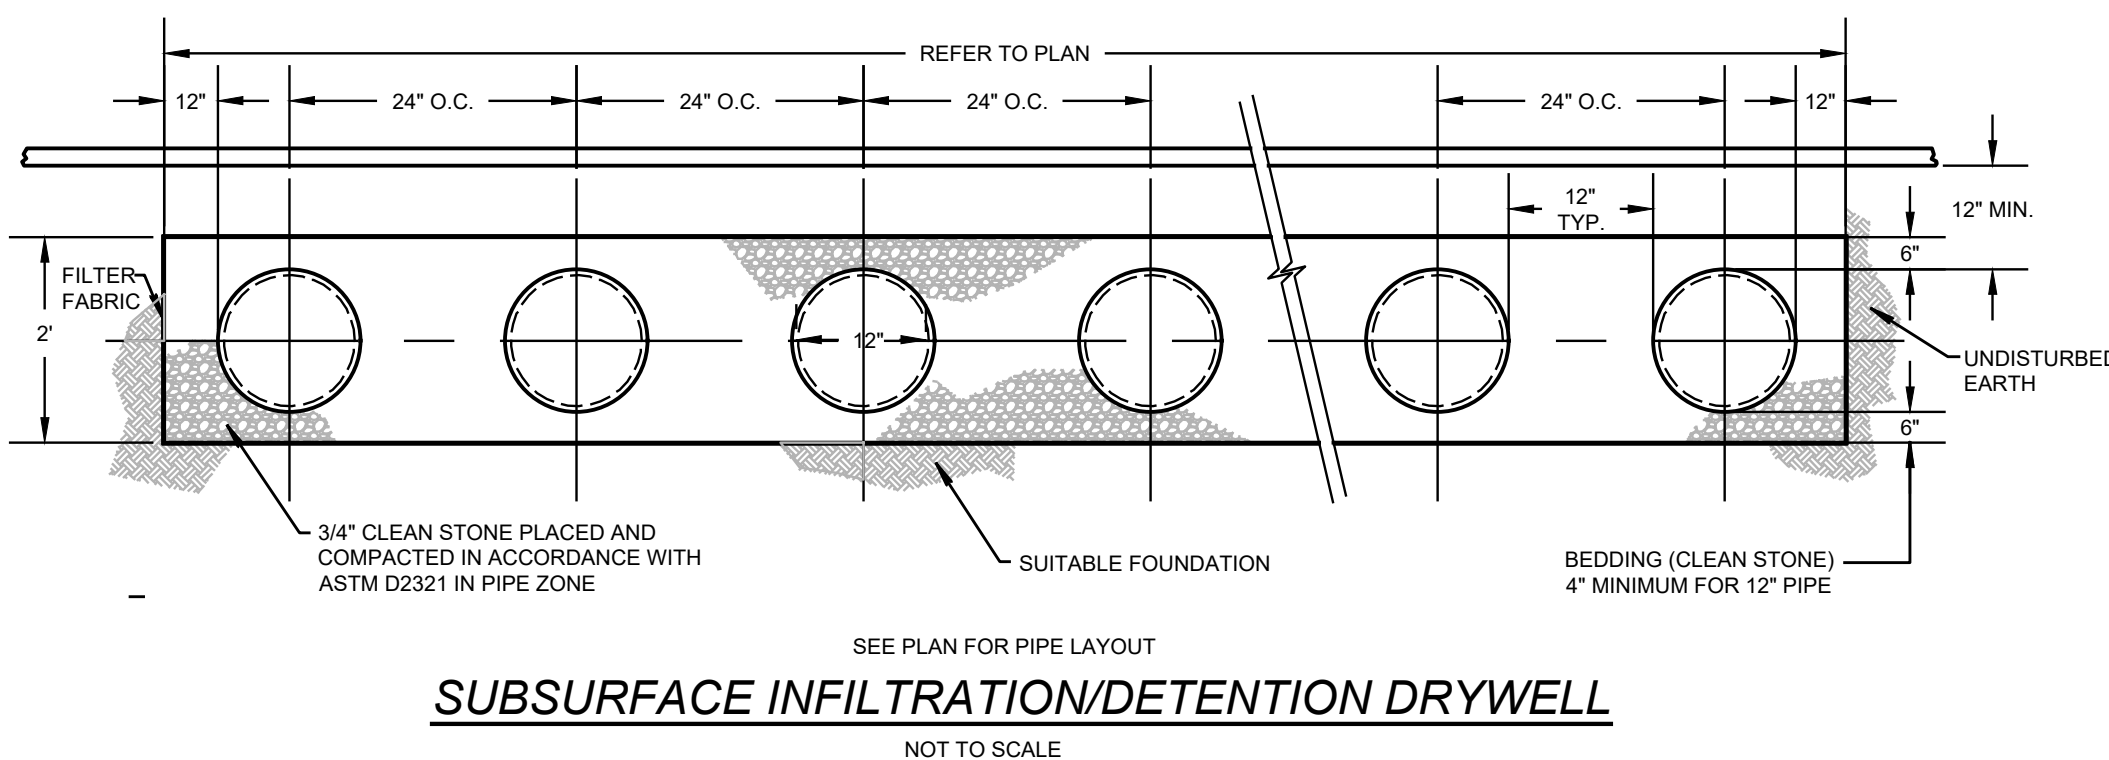 REFER TO PLAN
12" 24" O.C. 24" O.C. 24" O.C. 24" O.C. 12"
12"
TYP.
12" MIN.
6"
FILTER
FABRIC
2'
12"
UNDISTURBED
EARTH
6"
3/4" CLEAN STONE PLACED AND
COMPACTED IN ACCORDANCE WITH
ASTM D2321 IN PIPE ZONE
SUITABLE FOUNDATION
BEDDING (CLEAN STONE)
4" MINIMUM FOR 12" PIPE
SEE PLAN FOR PIPE LAYOUT
SUBSURFACE INFILTRATION/DETENTION DRYWELL
NOT TO SCALE